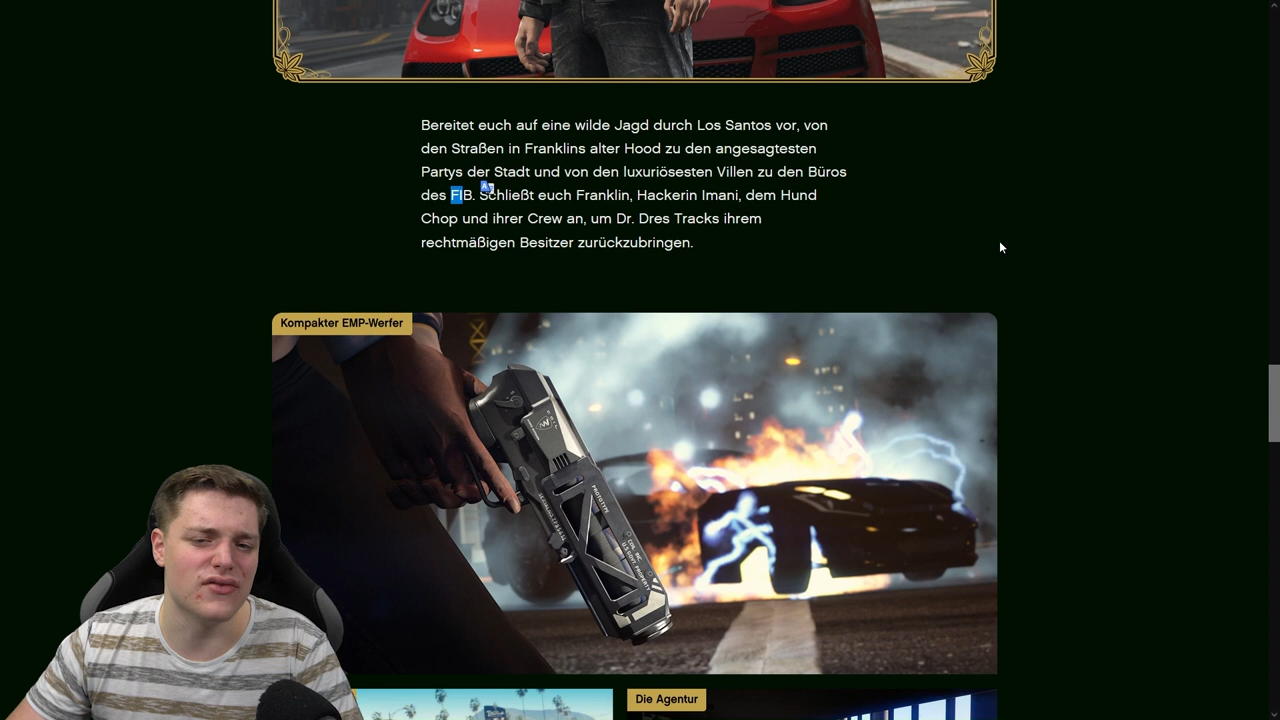 Bereitet euch auf eine wilde Jagd durch Los Santos vor, von
den Straßen in Franklins alter Hood zu den angesagtesten
Partys der Stadt und von den luxuriösesten Villen zu den Büros
des FIB. Schließt euch Franklin, Hackerin Imani, dem Hund
Chop und ihrer Crew an, um Dr. Dres Tracks ihrem
rechtmäßigen Besitzer zurückzubringen.
Kompakter EMP-Werfer
PROTOTYPE
Die Agentur